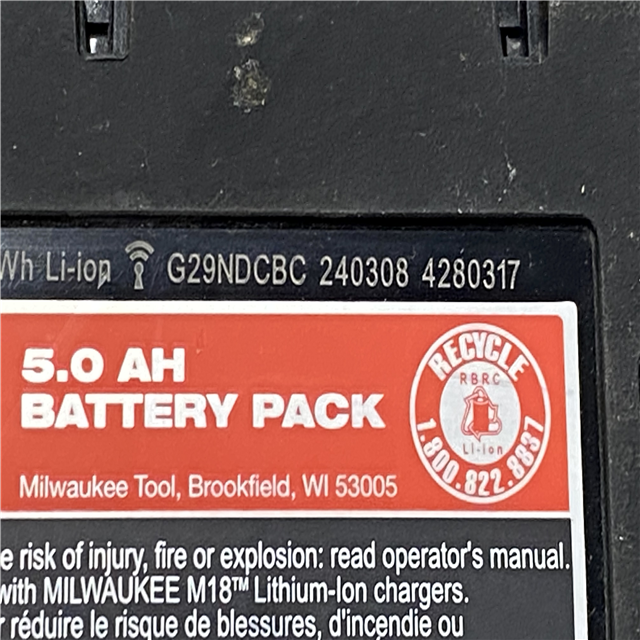 Wh Li-ion G29NDCBC 240308 4280317
5.0 AH
BATTERY PACK
Milwaukee Tool, Brookfield, WI 53005
RECYCLE
RBRC
Li-ion
1.800.822.8837
e risk of injury, fire or explosion: read operator's manual.
with MILWAUKEE M18™ Lithium-Ion chargers.
r réduire le risque de blessures, d'incendie ou